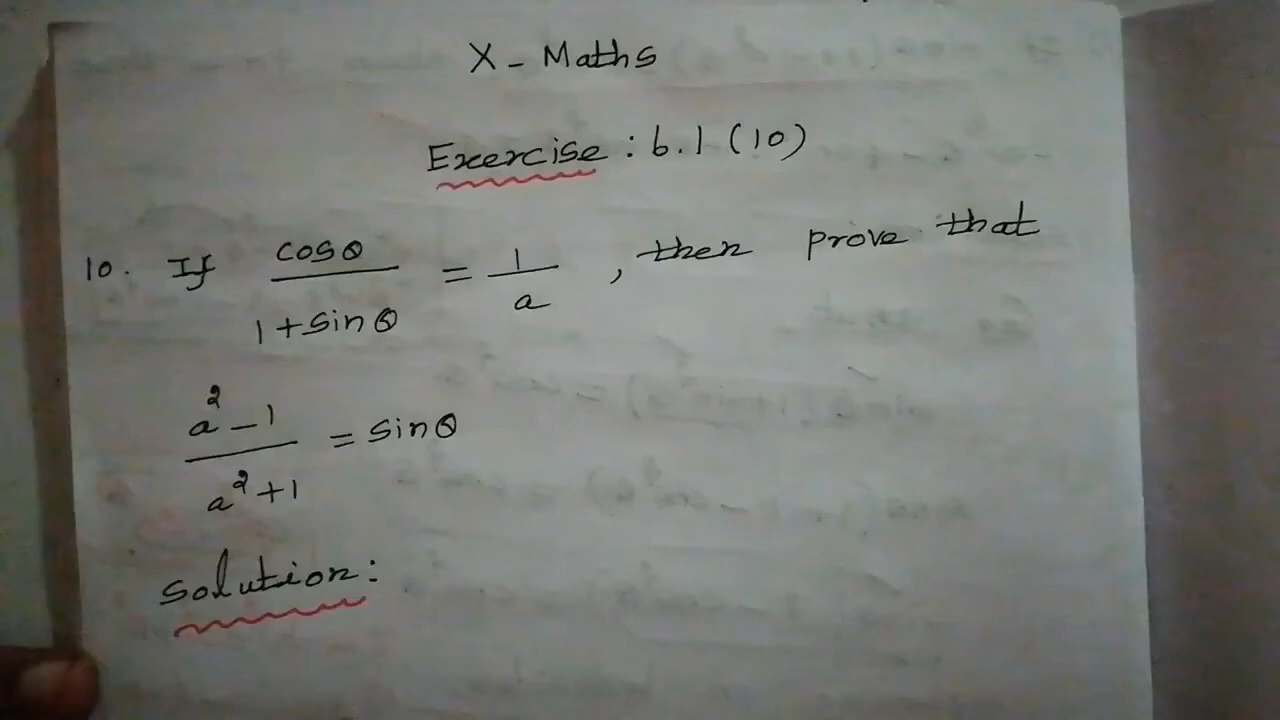 X - Maths
Exercise : 6.1 (10)
10. If cosθ / 1+sinθ = 1/a , then prove that
a²-1 / a²+1 = sinθ
Solution: